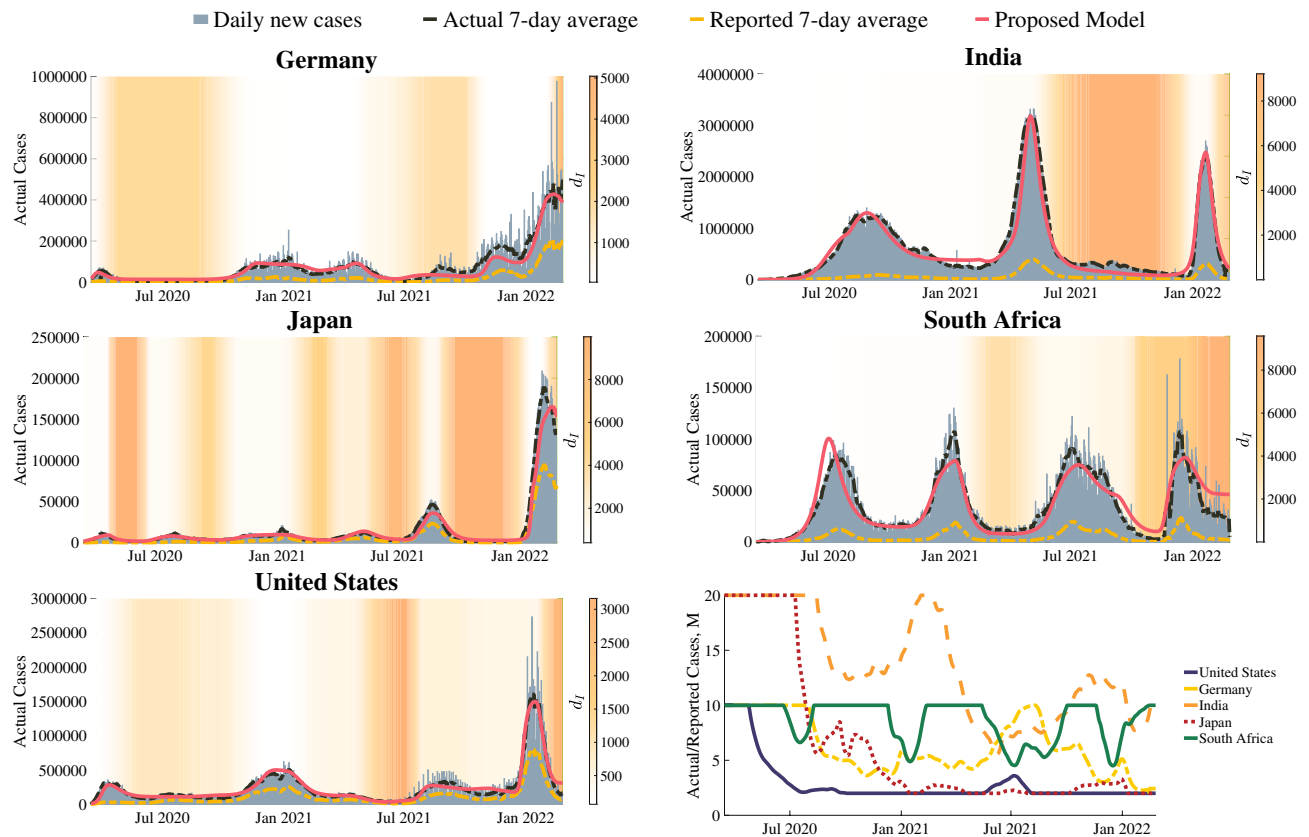 Daily new cases Actual 7-day average Reported 7-day average Proposed Model
Germany
Actual Cases
1000000
800000
600000
400000
200000
0
Jul 2020 Jan 2021 Jul 2021 Jan 2022
5000
4000
3000
2000
1000
d_I
India
Actual Cases
4000000
3000000
2000000
1000000
0
Jul 2020 Jan 2021 Jul 2021 Jan 2022
8000
6000
4000
2000
d_I
Japan
Actual Cases
250000
200000
150000
100000
50000
0
Jul 2020 Jan 2021 Jul 2021 Jan 2022
8000
6000
4000
2000
d_I
South Africa
Actual Cases
200000
150000
100000
50000
0
Jul 2020 Jan 2021 Jul 2021 Jan 2022
8000
6000
4000
2000
d_I
United States
Actual Cases
3000000
2500000
2000000
1500000
1000000
500000
0
Jul 2020 Jan 2021 Jul 2021 Jan 2022
3000
2500
2000
1500
1000
500
d_I
Actual/Reported Cases, M
20
15
10
5
0
Jul 2020 Jan 2021 Jul 2021 Jan 2022
United States
Germany
India
Japan
South Africa